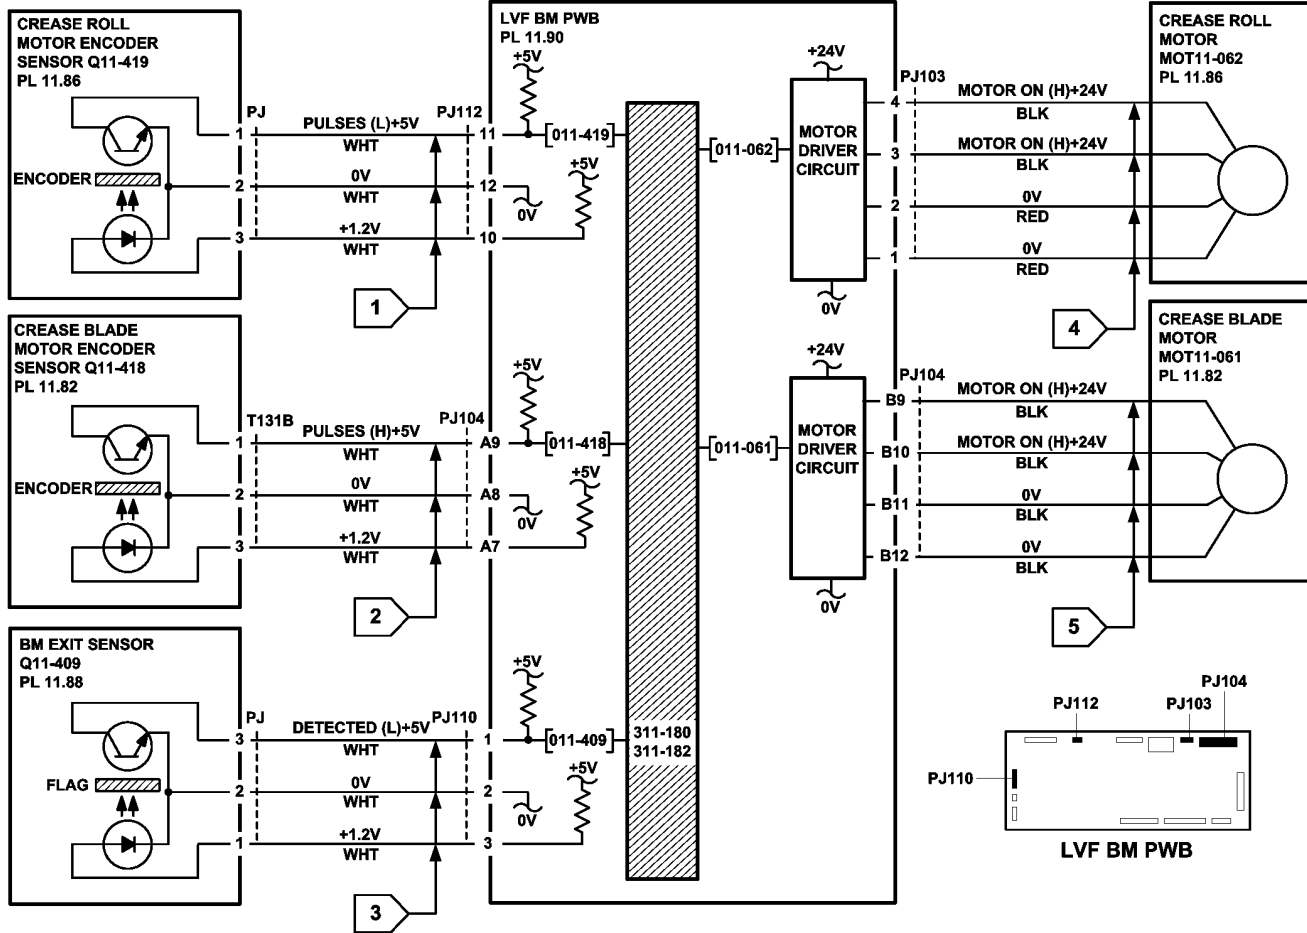 CREASE ROLL
MOTOR ENCODER
SENSOR Q11-419
PL 11.86
ENCODER
1
2
3
PJ
PULSES (L)+5V
WHT
0V
WHT
+1.2V
WHT
PJ112
11
12
10
1
CREASE BLADE
MOTOR ENCODER
SENSOR Q11-418
PL 11.82
ENCODER
1
2
3
T131B
PULSES (H)+5V
WHT
0V
WHT
+1.2V
WHT
PJ104
A9
A8
A7
2
BM EXIT SENSOR
Q11-409
PL 11.88
FLAG
3
2
1
PJ
DETECTED (L)+5V
WHT
0V
WHT
+1.2V
WHT
PJ110
1
2
3
3
LVF BM PWB
PL 11.90
+5V
[011-419]
+5V
0V
+5V
[011-418]
+5V
0V
+5V
[011-409]
+5V
0V
311-180
311-182
[011-062]
+24V
MOTOR
DRIVER
CIRCUIT
0V
[011-061]
+24V
MOTOR
DRIVER
CIRCUIT
0V
PJ103
4
3
2
1
MOTOR ON (H)+24V
BLK
MOTOR ON (H)+24V
BLK
0V
RED
0V
RED
4
CREASE ROLL
MOTOR
MOT11-062
PL 11.86
PJ104
B9
B10
B11
B12
MOTOR ON (H)+24V
BLK
MOTOR ON (H)+24V
BLK
0V
BLK
0V
BLK
5
CREASE BLADE
MOTOR
MOT11-061
PL 11.82
PJ104
PJ112
PJ103
PJ110
LVF BM PWB